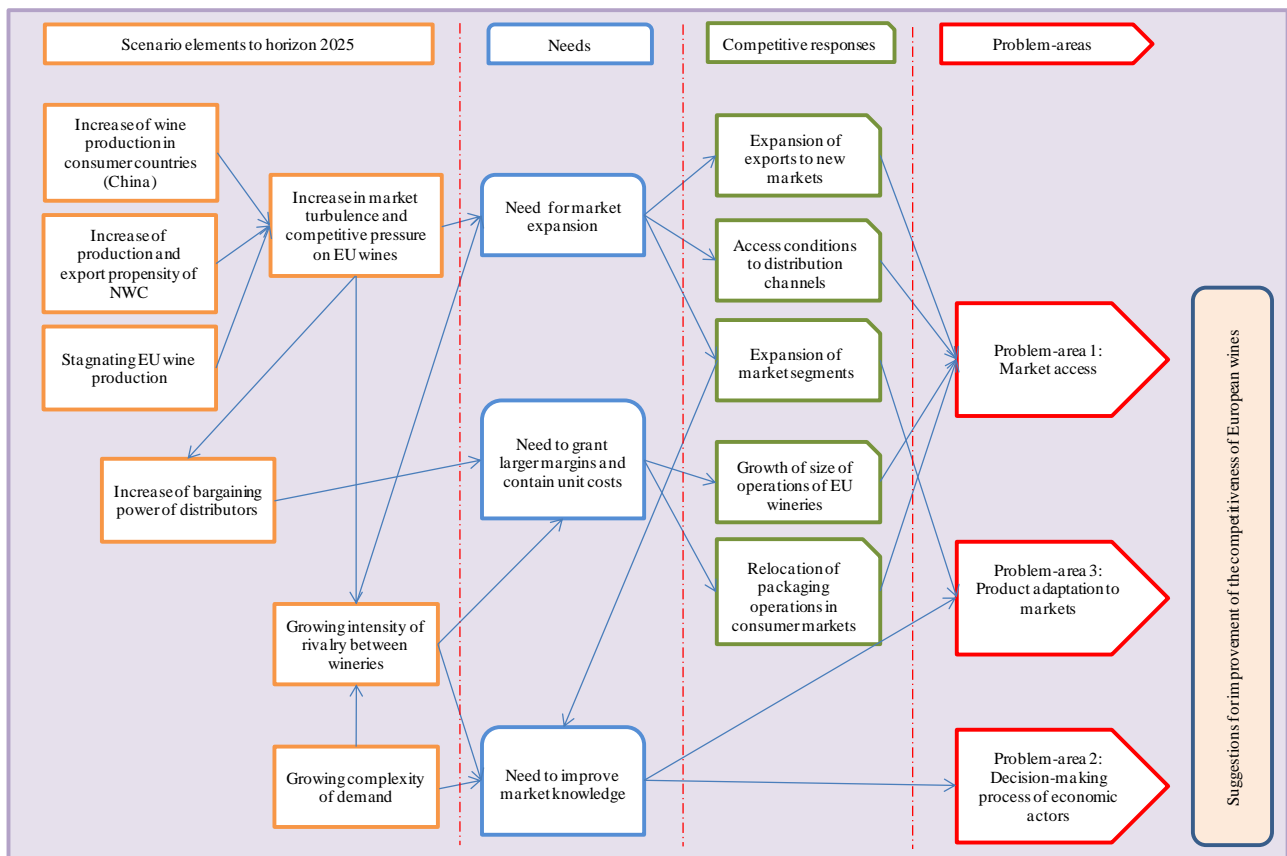 Scenario elements to horizon 2025
Needs
Competitive responses
Problem-areas
Increase of wine
production in
consumer countries
(China)
Increase of
production and
export propensity of
NWC
Stagnating EU wine
production
Increase in market
turbulence and
competitive pressure
on EU wines
Increase of bargaining
power of distributors
Growing intensity of
rivalry between
wineries
Growing complexity
of demand
Need for market
expansion
Need to grant
larger margins and
contain unit costs
Need to improve
market knowledge
Expansion of
exports to new
markets
Access conditions
to distribution
channels
Expansion of
market segments
Growth of size of
operations of EU
wineries
Relocation of
packaging
operations in
consumer markets
Problem-area 1:
Market access
Problem-area 3:
Product adaptation to
markets
Problem-area 2:
Decision-making
process of economic
actors
Suggestions for improvement of the competitiveness of European wines